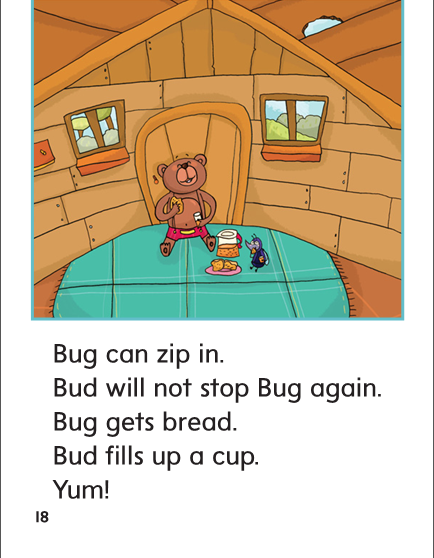 Bug can zip in.
Bud will not stop Bug again.
Bug gets bread.
Bud fills up a cup.
Yum!
18